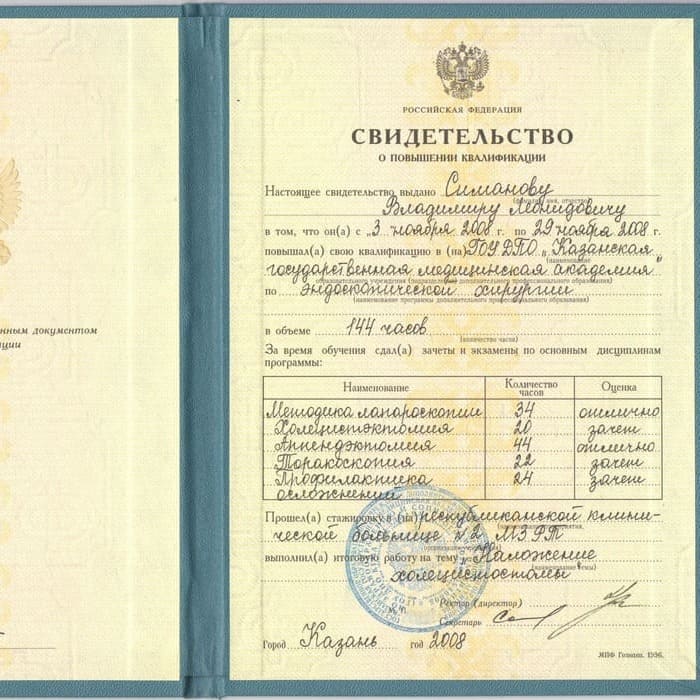 нным документом
ции
РОССИЙСКАЯ ФЕДЕРАЦИЯ
СВИДЕТЕЛЬСТВО
О ПОВЫШЕНИИ КВАЛИФИКАЦИИ
Настоящее свидетельство выдано Симанову
(фамилия, имя, отчество)
Владимиру Леонидовичу
в том, что он(а) с „3 ноября 2008 г. по 29 ноября 2008 г.
повышал(а) свою квалификацию в (на) ГОУ ДПО „Казанская
(наименование
государственная медицинская академия"
образовательного учреждения (подразделения) дополнительного профессионального образования)
по эндоскопической хирургии
(наименование программы дополнительного профессионального образования)
в объеме 144 часов
(количество часов)
За время обучения сдал(а) зачеты и экзамены по основным дисциплинам
программы:
Наименование Количество часов Оценка
Методика лапароскопии 34 отлично
Холецистэктомия 20 зачет
Аппендэктомия 44 отлично
Торакоскопия 22 зачет
Профилактика 24 зачет
осложнений
Прошел(а) стажировку в (на) республиканской клини-
ческой больнице №2 МЗ РТ
выполнил(а) итоговую работу на тему „Наложение
холецистостомы"
Ректор (директор)
Секретарь
Город Казань год 2008
МПФ Гознак. 1996.